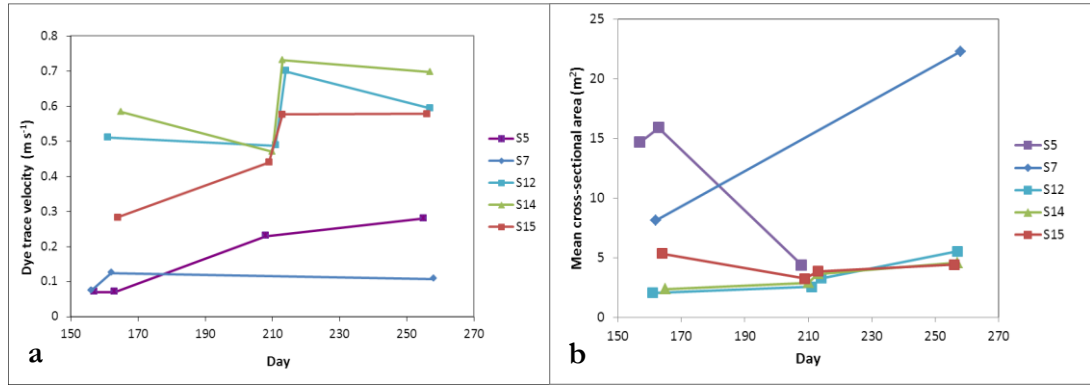 0.8
0.7
0.6
0.5
0.4
0.3
0.2
0.1
0
Dye trace velocity (m s⁻¹)
150 170 190 210 230 250 270
Day
S5
S7
S12
S14
S15
a
25
20
15
10
5
0
Mean cross-sectional area (m²)
150 170 190 210 230 250 270
Day
S5
S7
S12
S14
S15
b